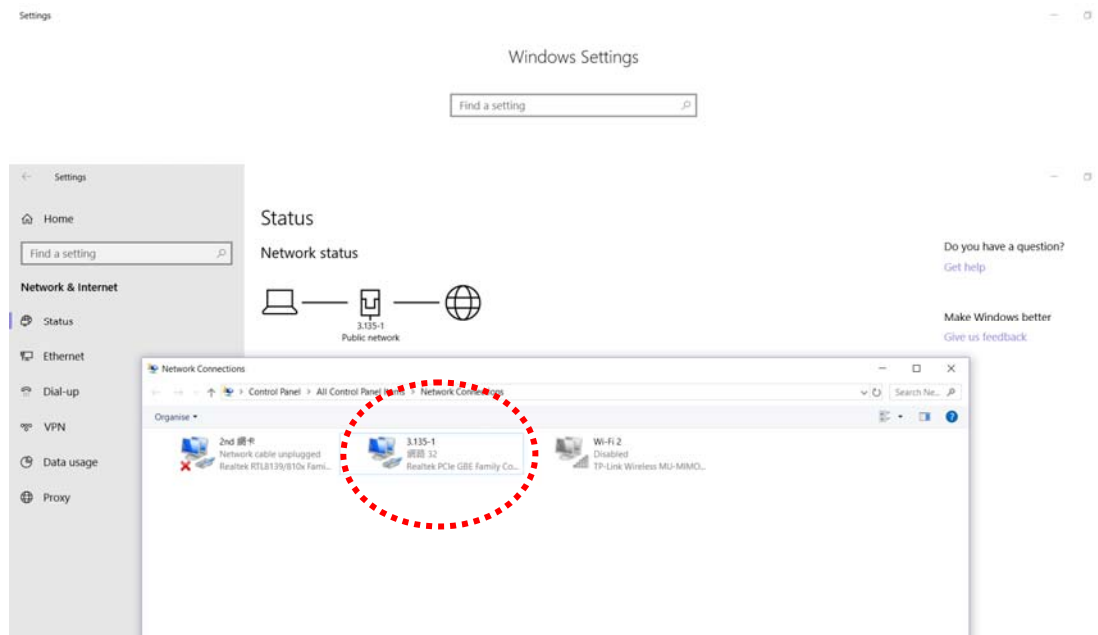 Settings
Windows Settings
Find a setting
Settings
Home
Find a setting
Network & Internet
Status
Ethernet
Dial-up
VPN
Data usage
Proxy
Status
Network status
3.135-1
Public network
Do you have a question?
Get help
Make Windows better
Give us feedback
Network Connections
Control Panel > All Control Panel Items > Network Connections
Search Ne...
Organise
2nd 網卡
Network cable unplugged
Realtek RTL8139/810x Fami...
3.135-1
網路 32
Realtek PCIe GBE Family Co...
Wi-Fi 2
Disabled
TP-Link Wireless MU-MIMO...